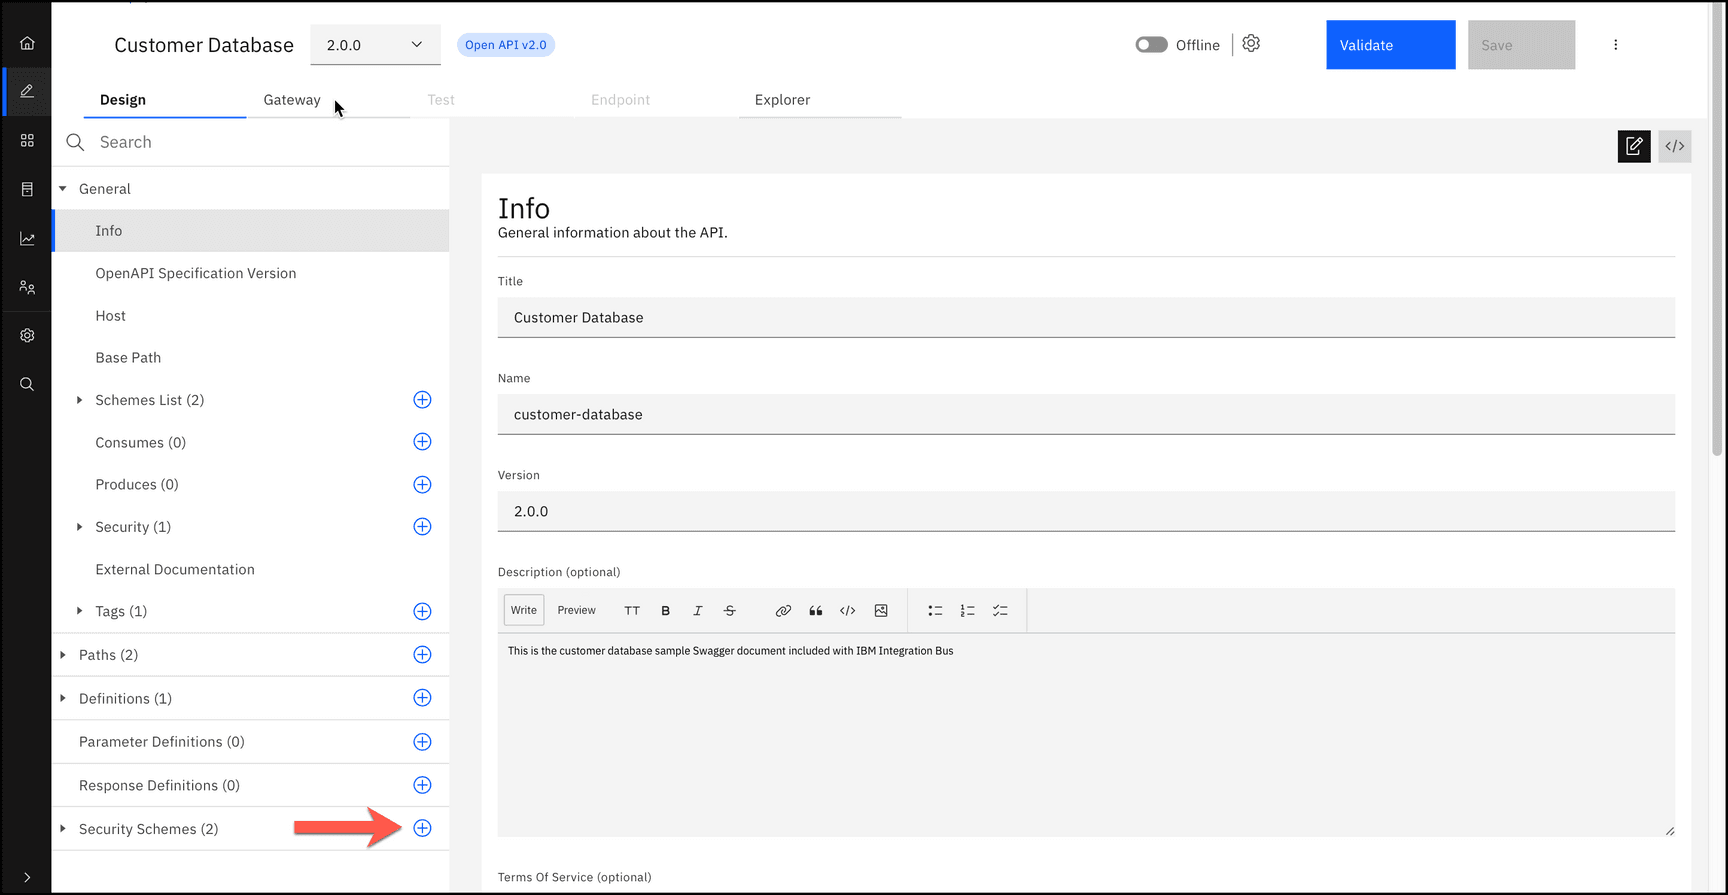 Customer Database
2.0.0
Open API v2.0
Offline
Validate
Save
Design
Gateway
Test
Endpoint
Explorer
Search
General
Info
OpenAPI Specification Version
Host
Base Path
Schemes List (2)
Consumes (0)
Produces (0)
Security (1)
External Documentation
Tags (1)
Paths (2)
Definitions (1)
Parameter Definitions (0)
Response Definitions (0)
Security Schemes (2)
Info
General information about the API.
Title
Customer Database
Name
customer-database
Version
2.0.0
Description (optional)
Write Preview TT B I S
This is the customer database sample Swagger document included with IBM Integration Bus
Terms Of Service (optional)